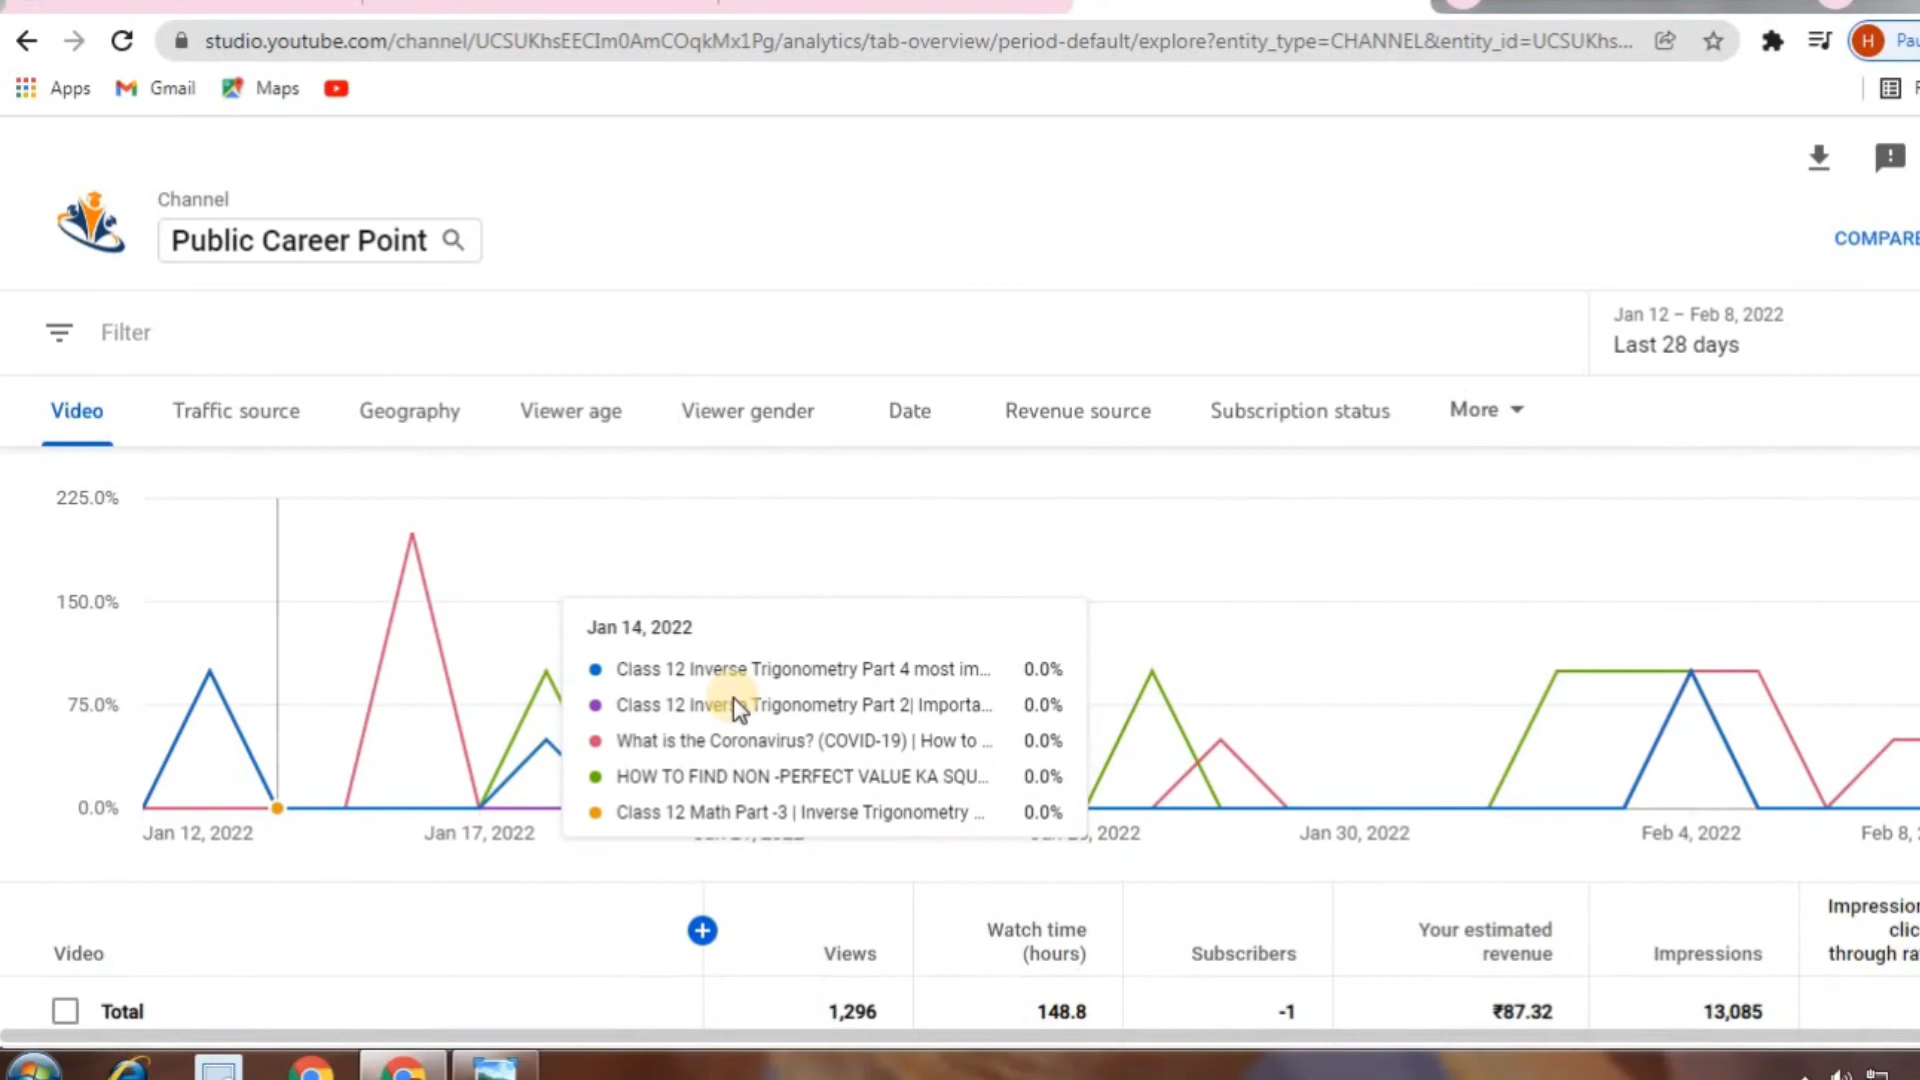 studio.youtube.com/channel/UCSUKhsEECIm0AmCOqkMx1Pg/analytics/tab-overview/period-default/explore?entity_type=CHANNEL&entity_id=UCSUKhs...
H
Apps
Gmail
Maps
Channel
Public Career Point
COMPARE
Filter
Jan 12 – Feb 8, 2022
Last 28 days
Video
Traffic source
Geography
Viewer age
Viewer gender
Date
Revenue source
Subscription status
More
225.0%
150.0%
75.0%
0.0%
Jan 14, 2022
Class 12 Inverse Trigonometry Part 4 most im... 0.0%
Class 12 Inverse Trigonometry Part 2| Importa... 0.0%
What is the Coronavirus? (COVID-19) | How to ... 0.0%
HOW TO FIND NON -PERFECT VALUE KA SQU... 0.0%
Class 12 Math Part -3 | Inverse Trigonometry ... 0.0%
Jan 12, 2022
Jan 17, 2022
Jan 30, 2022
Feb 4, 2022
Feb 8,
Video
Views
Watch time
(hours)
Subscribers
Your estimated
revenue
Impressions
through
Total
1,296
148.8
-1
₹87.32
13,085